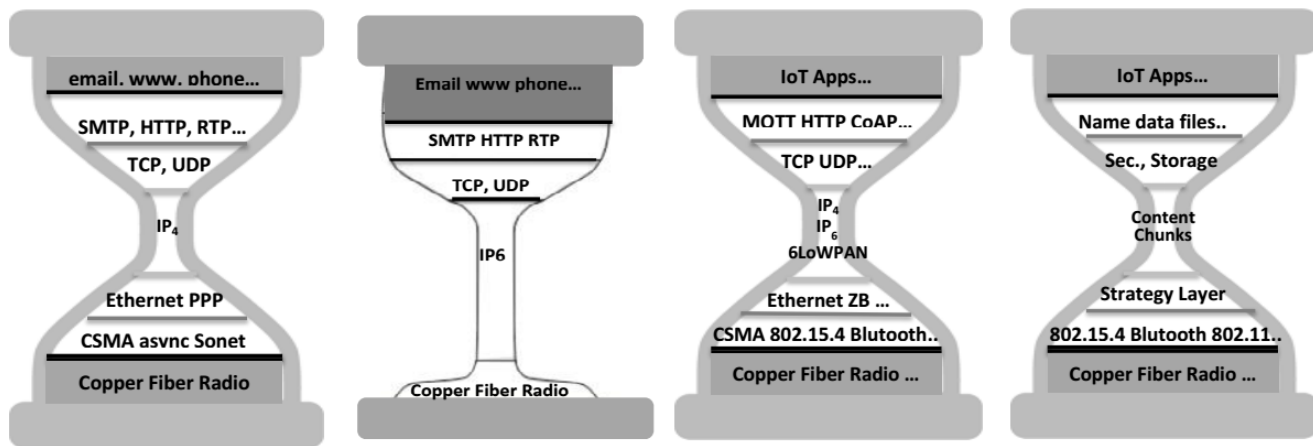 email. www. phone...
SMTP, HTTP, RTP...
TCP, UDP
IP4
Ethernet PPP
CSMA async Sonet
Copper Fiber Radio
Email www phone...
SMTP HTTP RTP
TCP, UDP
IP6
Copper Fiber Radio
IoT Apps...
MQTT HTTP CoAP...
TCP UDP...
IP4
IP6
6LoWPAN
Ethernet ZB ...
CSMA 802.15.4 Blutooth..
Copper Fiber Radio ...
IoT Apps...
Name data files..
Sec., Storage
Content
Chunks
Strategy Layer
802.15.4 Blutooth 802.11..
Copper Fiber Radio ...